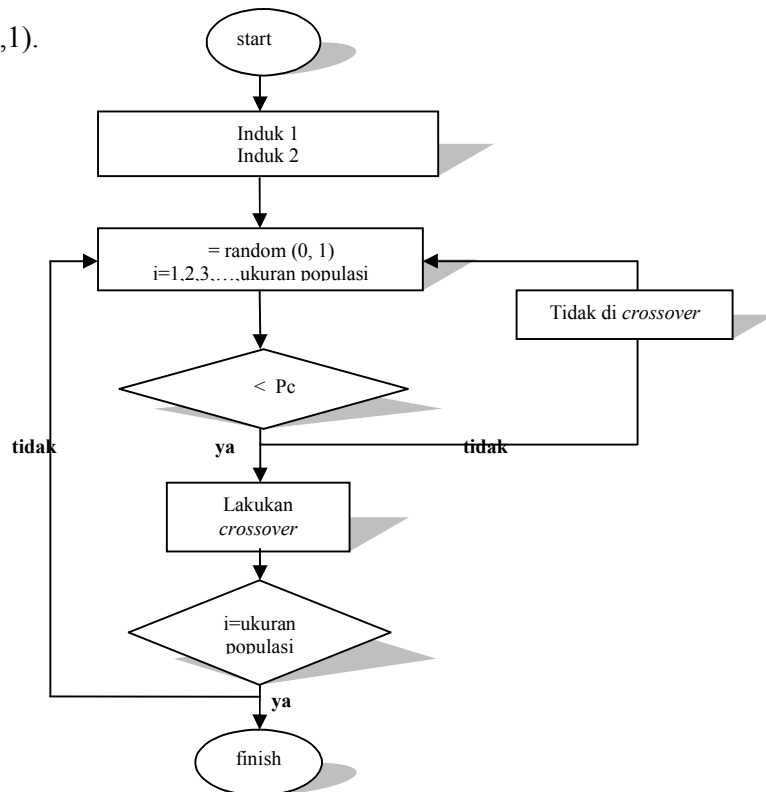 ,1).
start
Induk 1
Induk 2
= random (0, 1)
i=1,2,3,…,ukuran populasi
Tidak di crossover
< Pc
tidak
ya
tidak
Lakukan
crossover
i=ukuran
populasi
ya
finish